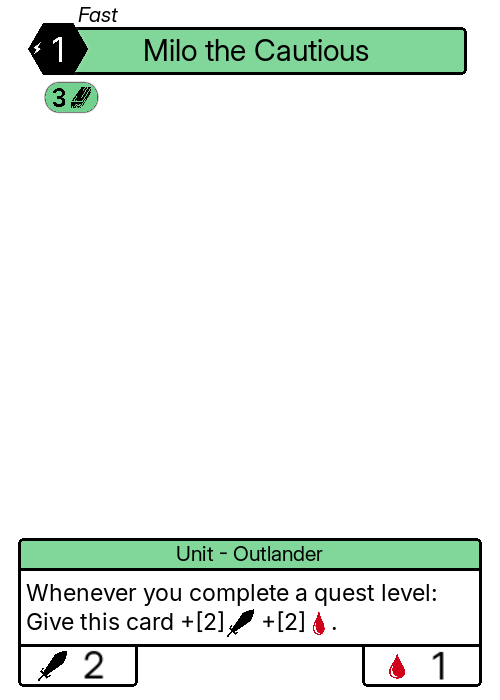 Fast
1
Milo the Cautious
3
Unit - Outlander
Whenever you complete a quest level:
Give this card +[2] +[2] .
2
1